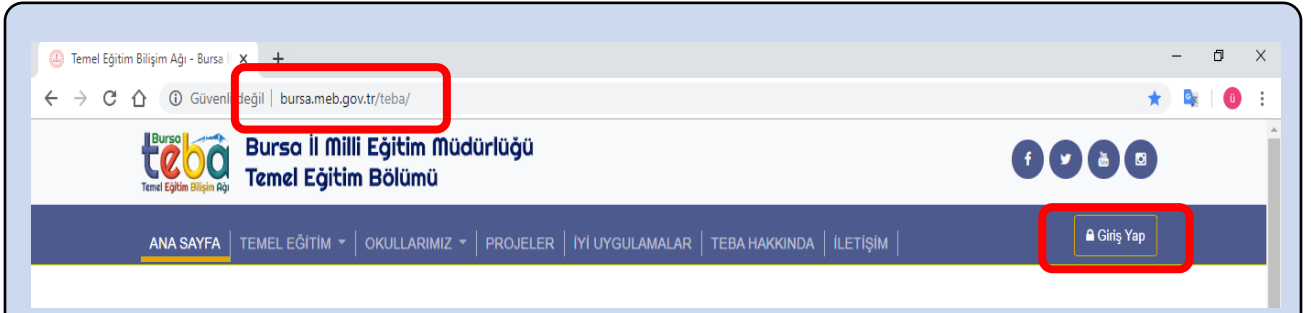 Temel Eğitim Bilişim Ağı - Bursa İ
Güvenli değil | bursa.meb.gov.tr/teba/
ü
Bursa
teba
Temel Eğitim Bilişim Ağı
Bursa İl Milli Eğitim Müdürlüğü
Temel Eğitim Bölümü
ANA SAYFA | TEMEL EĞİTİM | OKULLARIMIZ | PROJELER | İYİ UYGULAMALAR | TEBA HAKKINDA | İLETİŞİM |
Giriş Yap